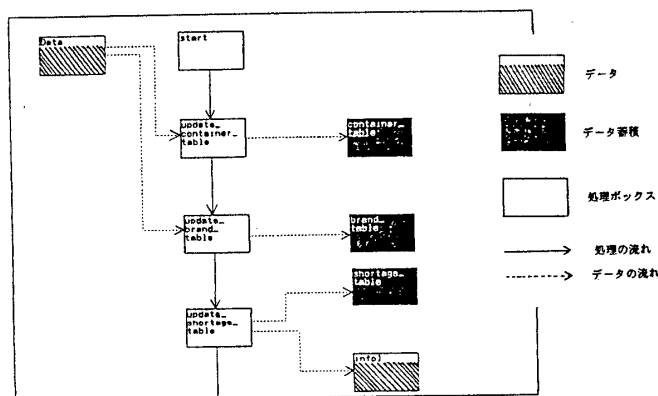 Data
start
データ
update_
container_
table
container_
table
データ蓄積
処理ボックス
update_
brand_
table
brand_
table
処理の流れ
データの流れ
shortage_
table
update_
shortage_
table
info1